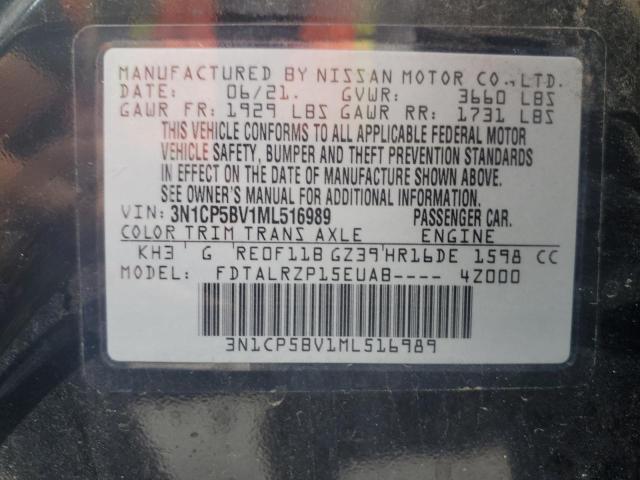 MANUFACTURED BY NISSAN MOTOR CO.,LTD.
DATE: 06/21. GVWR: 3660 LBS
GAWR FR: 1929 LBS GAWR RR: 1731 LBS
THIS VEHICLE CONFORMS TO ALL APPLICABLE FEDERAL MOTOR
VEHICLE SAFETY, BUMPER AND THEFT PREVENTION STANDARDS
IN EFFECT ON THE DATE OF MANUFACTURE SHOWN ABOVE.
SEE OWNER'S MANUAL FOR ADDITIONAL INFORMATION.
VIN: 3N1CP5BV1ML516989 PASSENGER CAR.
COLOR TRIM TRANS AXLE ENGINE
KH3 G RE0F11B GZ39 HR16DE 1598 CC
MODEL: FDTALRZP15EUAB---- 4Z000
3N1CP5BV1ML516989